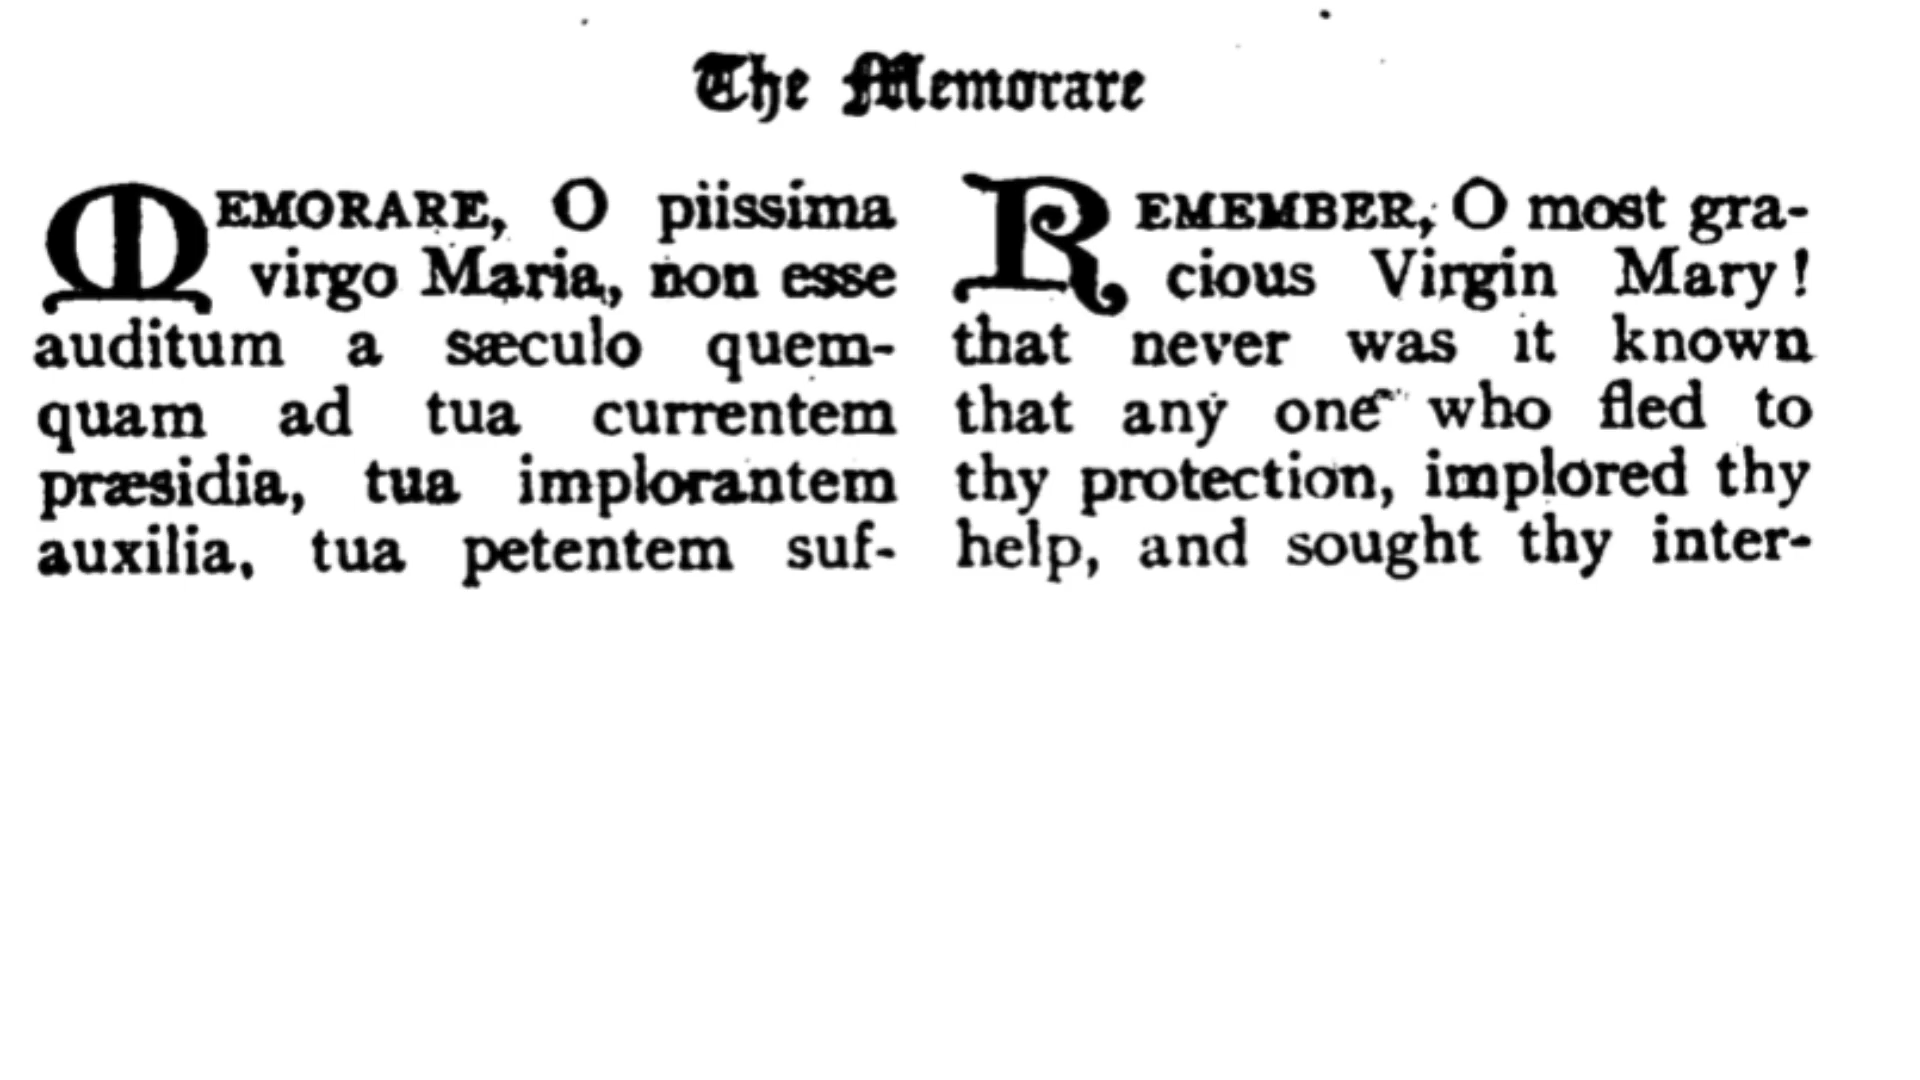 The Memorare
MEMORARE, O piissima
virgo Maria, non esse
auditum a sæculo quem-
quam ad tua currentem
præsidia, tua implorantem
auxilia, tua petentem suf-
REMEMBER, O most gra-
cious Virgin Mary!
that never was it known
that any one who fled to
thy protection, implored thy
help, and sought thy inter-